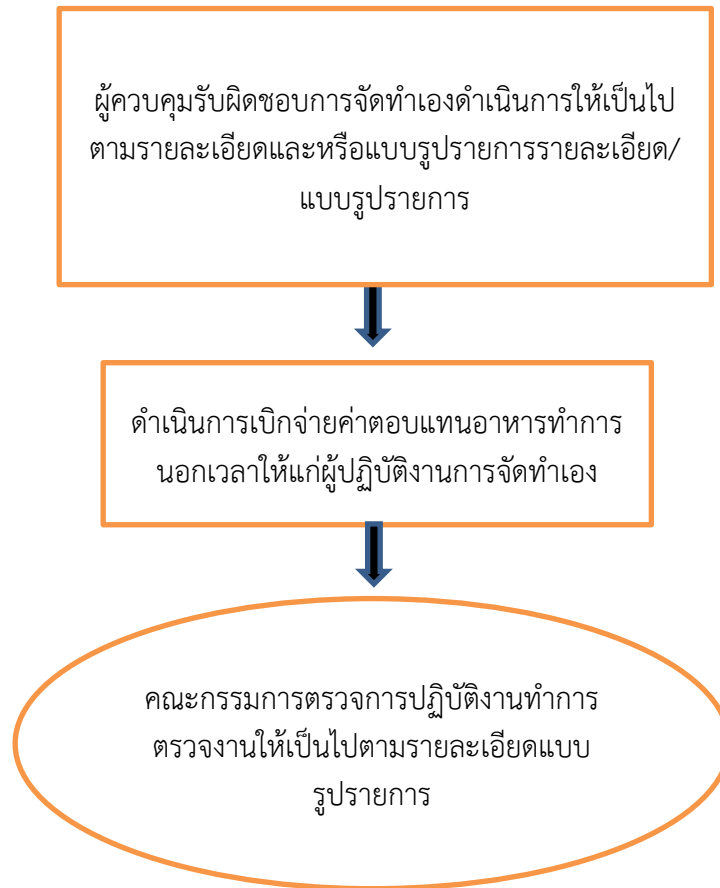 ผู้ควบคุมรับผิดชอบการจัดทำเองดำเนินการให้เป็นไป
ตามรายละเอียดและหรือแบบรูปรายการรายละเอียด/
แบบรูปรายการ
ดำเนินการเบิกจ่ายค่าตอบแทนอาหารทำการ
นอกเวลาให้แก่ผู้ปฏิบัติงานการจัดทำเอง
คณะกรรมการตรวจการปฏิบัติงานทำการ
ตรวจงานให้เป็นไปตามรายละเอียดแบบ
รูปรายการ